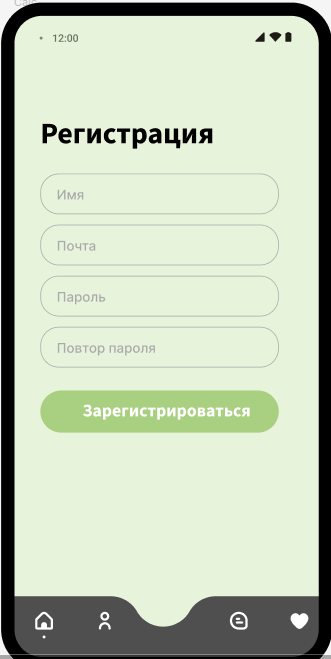 12:00
Регистрация
Имя
Почта
Пароль
Повтор пароля
Зарегистрироваться